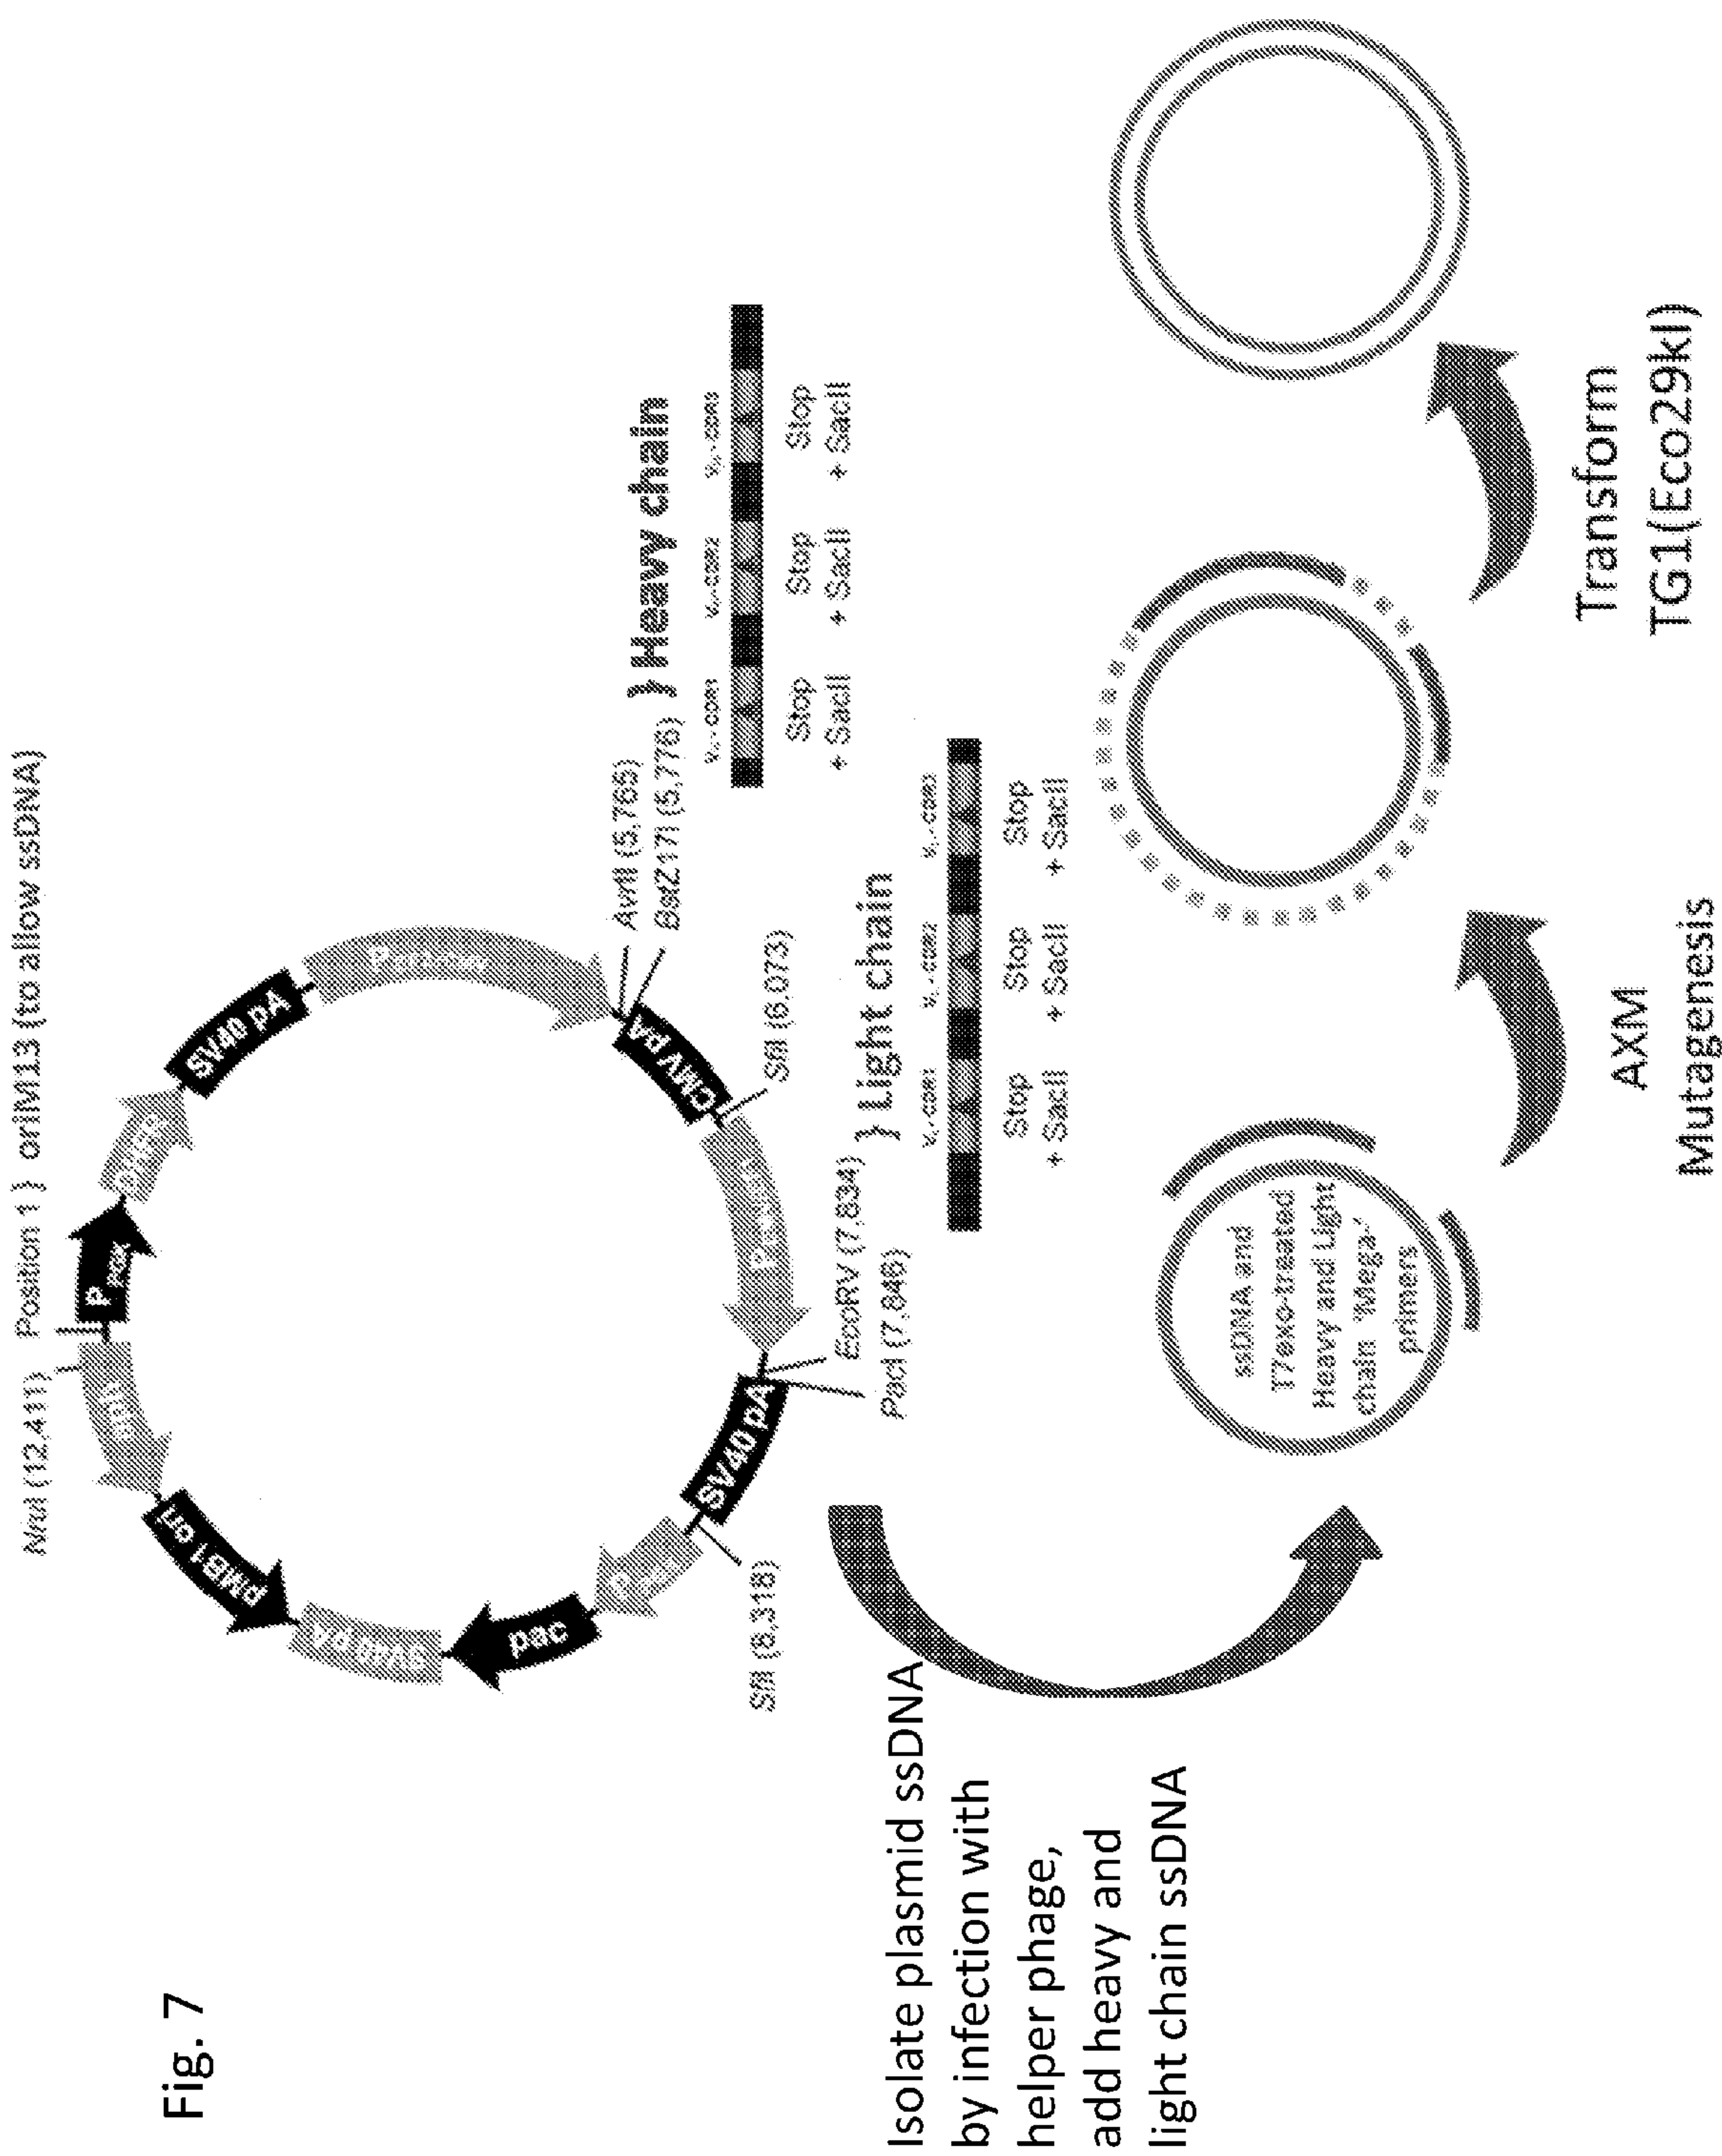 Fig. 7
NruI (12,411)
Position 1 } oriM13 (to allow ssDNA)
SV40 pA
AvrII (5,765)
BstZ17I (5,776)
} Heavy chain
CMV pA
SfiI (6,073)
EcoRV (7,834)
PacI (7,846)
} Light chain
SV40 pA
SfiI (8,318)
pac
SV40 pA
pMB1 ori
Stop
Stop
Stop
+ SacII
+ SacII
+ SacII
Stop
Stop
Stop
+ SacII
+ SacII
+ SacII
Isolate plasmid ssDNA
by infection with
helper phage,
add heavy and
light chain ssDNA
ssDNA and
T7exo-treated
Heavy and Light
chain 'Mega-'
primers
AXM
Mutagenesis
Transform
TG1(Eco29kI)